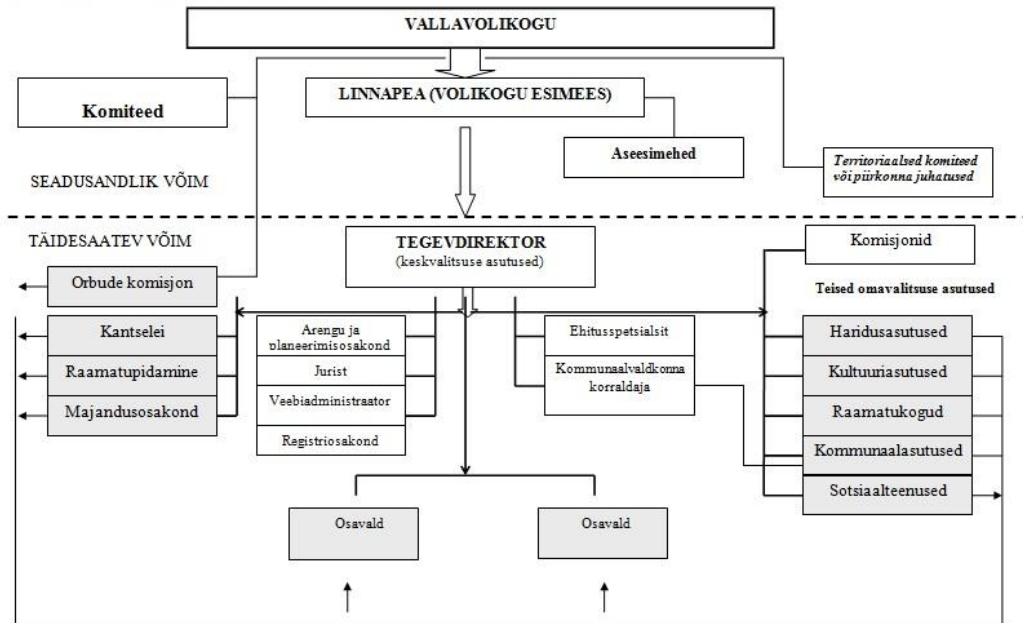 VALLAVOLIKOGU
Komiteed
LINNAPEA (VOLIKOGU ESIMEES)
Aseesimehed
Territoriaalsed komiteed
või piirkonna juhatused
SEADUSANDLIK VÕIM
TÄIDESAATEV VÕIM
TEGEVDIREKTOR
(keskvalitsuse asutused)
Komisjonid
Orbude komisjon
Teised omavalitsuse asutused
Kantselei
Raamatupidamine
Majandusosakond
Arengu ja
planeerimisosakond
Jurist
Veebiadministraator
Registriosakond
Ehitusspetsialsit
Kommunaalvaldkonna
korraldaja
Haridusasutused
Kultuuriasutused
Raamatukogud
Kommunaalasutused
Sotsiaalteenused
Osavald
Osavald